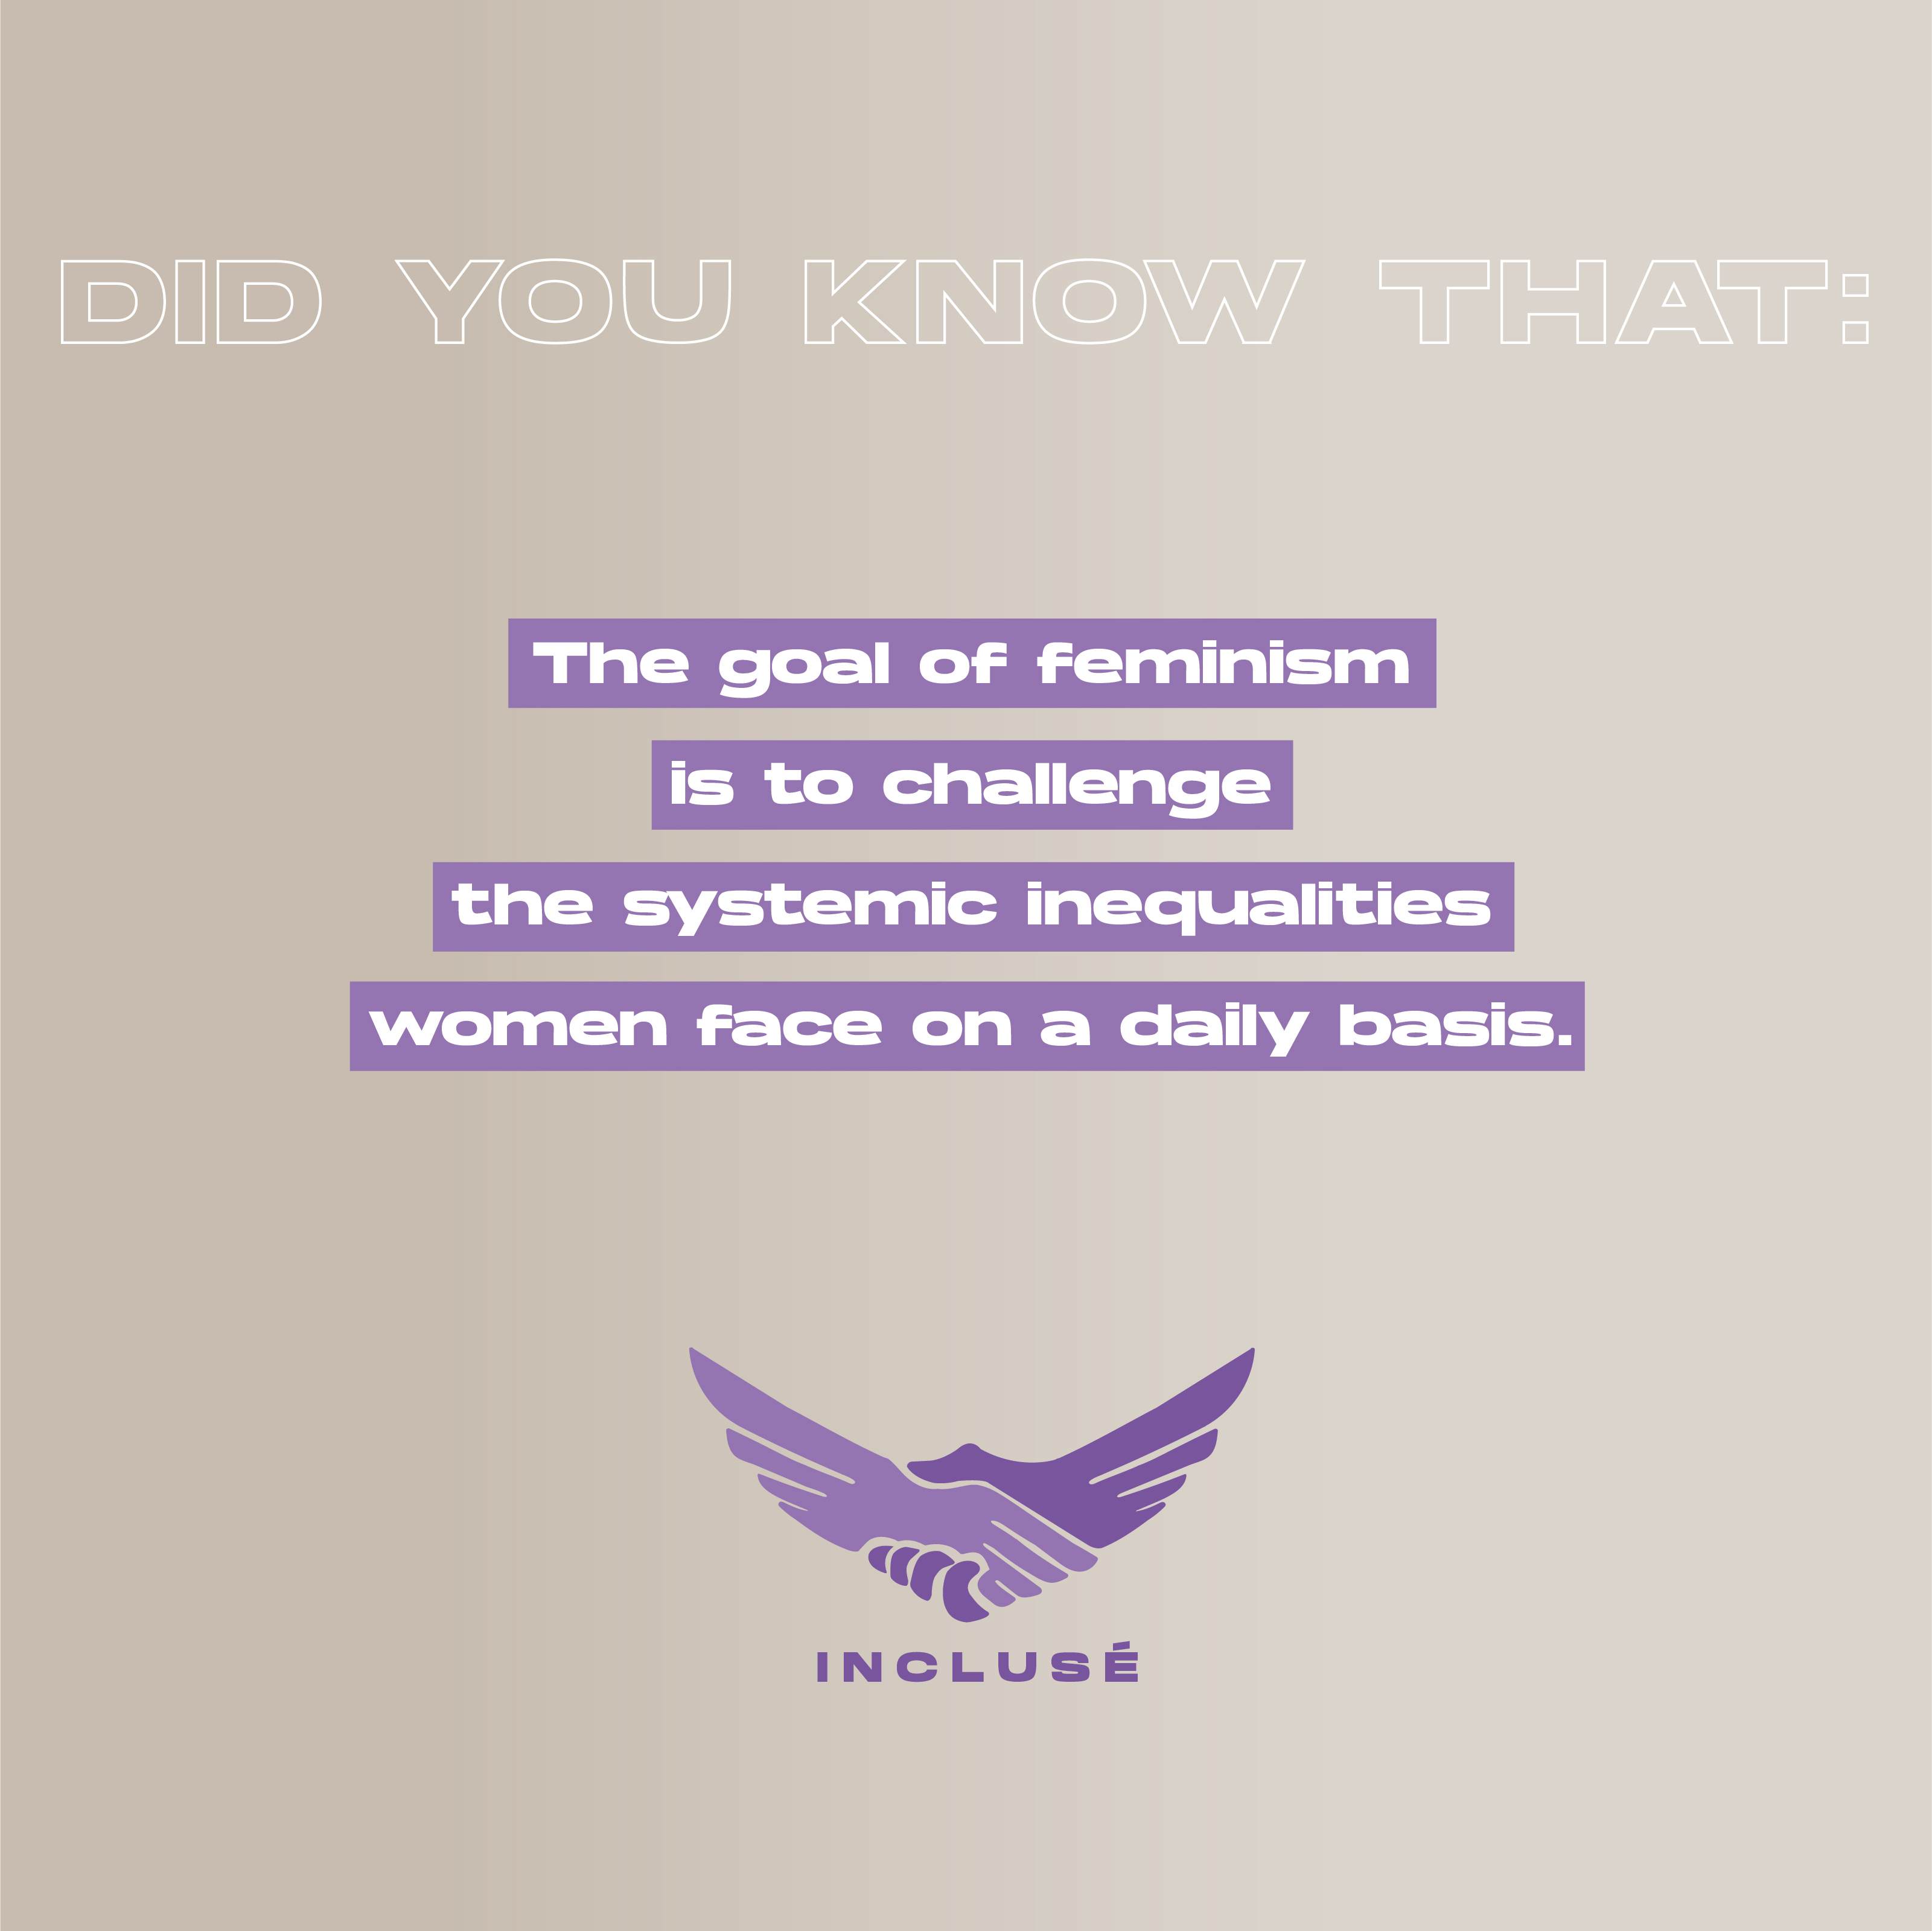 DID YOU KNOW THAT:
The goal of feminism
is to challenge
the systemic inequalities
women face on a daily basis.
INCLUSÉ